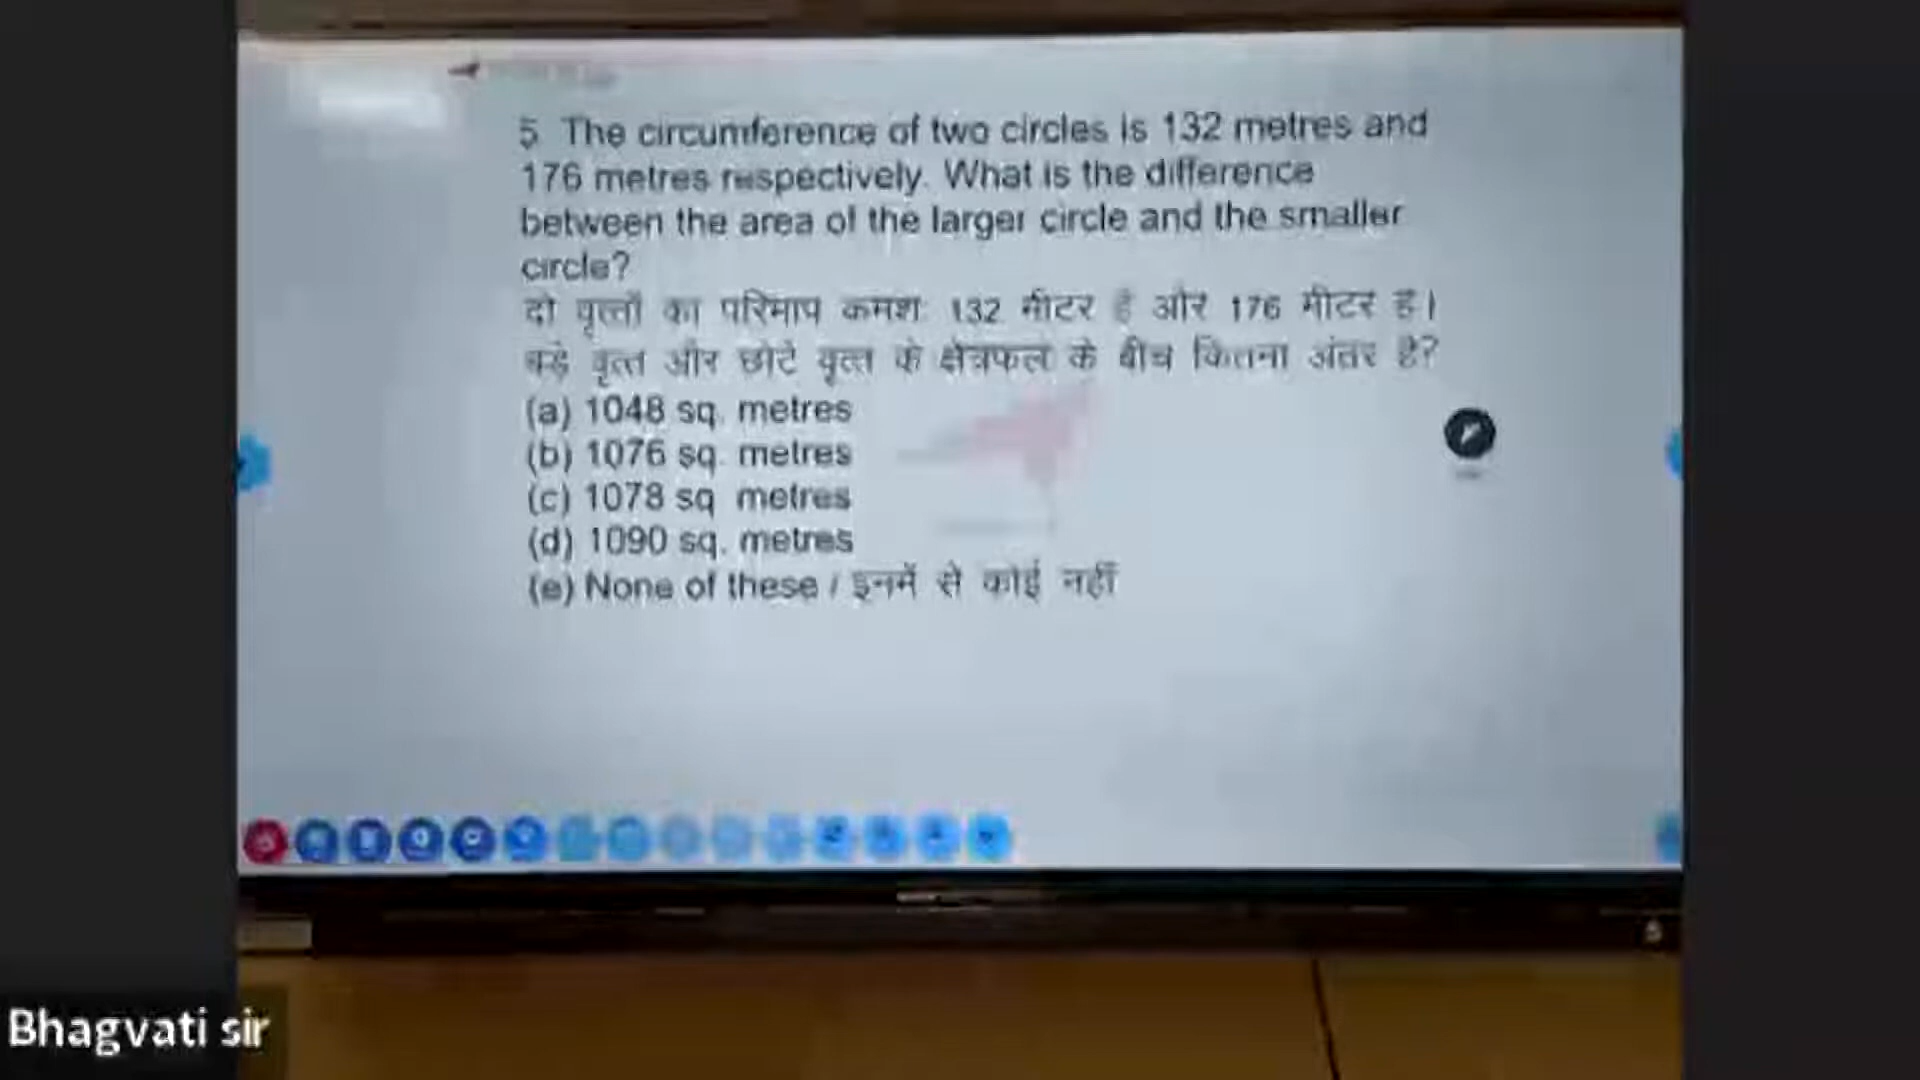 5 The circumference of two circles is 132 metres and
176 metres respectively. What is the difference
between the area of the larger circle and the smaller
circle?
दो वृत्तों का परिमाप कमश: 132 मीटर है और 176 मीटर है।
बड़े वृत्त और छोटे वृत्त के क्षेत्रफल के बीच कितना अंतर है?
(a) 1048 sq. metres
(b) 1076 sq. metres
(c) 1078 sq metres
(d) 1090 sq. metres
(e) None of these / इनमें से कोई नहीं
Bhagvati sir